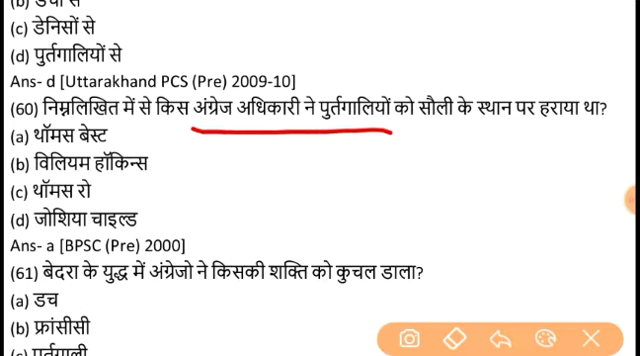 (c) डेनिसों से
(d) पुर्तगालियों से
Ans- d [Uttarakhand PCS (Pre) 2009-10]
(60) निम्नलिखित में से किस अंग्रेज अधिकारी ने पुर्तगालियों को सौली के स्थान पर हराया था?
(a) थॉमस बेस्ट
(b) विलियम हॉकिन्स
(c) थॉमस रो
(d) जोशिया चाइल्ड
Ans- a [BPSC (Pre) 2000]
(61) बेदरा के युद्ध में अंग्रेजो ने किसकी शक्ति को कुचल डाला?
(a) डच
(b) फ्रांसीसी